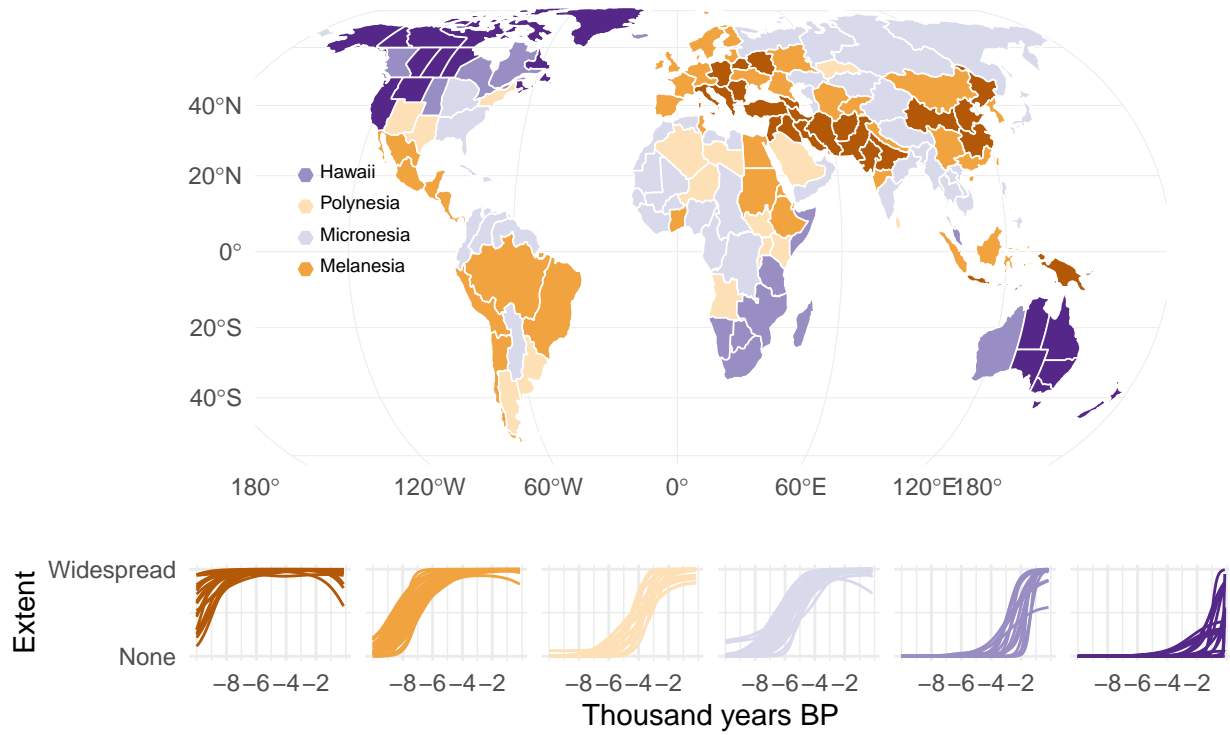 40°N
20°N
0°
20°S
40°S
Hawaii
Polynesia
Micronesia
Melanesia
180° 120°W 60°W 0° 60°E 120°E 180°
Extent
Widespread
None
−8 −6 −4 −2 −8 −6 −4 −2 −8 −6 −4 −2 −8 −6 −4 −2 −8 −6 −4 −2 −8 −6 −4 −2
Thousand years BP